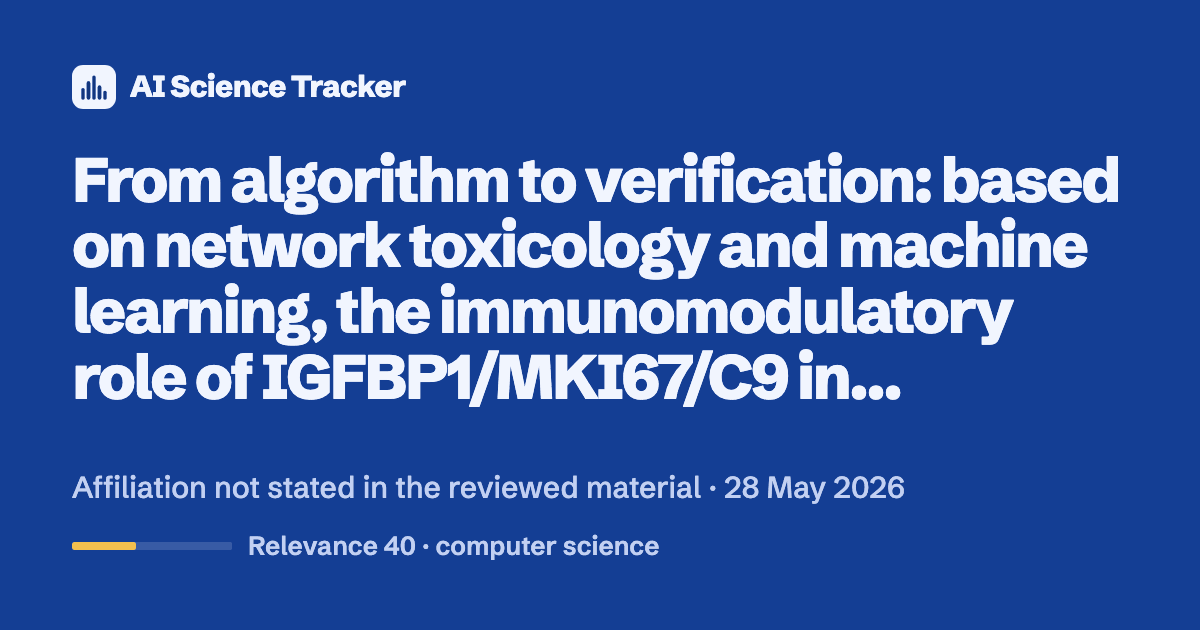 AI Science Tracker
From algorithm to verification: based
on network toxicology and machine
learning, the immunomodulatory
role of IGFBP1/MKI67/C9 in...
Affiliation not stated in the reviewed material · 28 May 2026
Relevance 40 · computer science